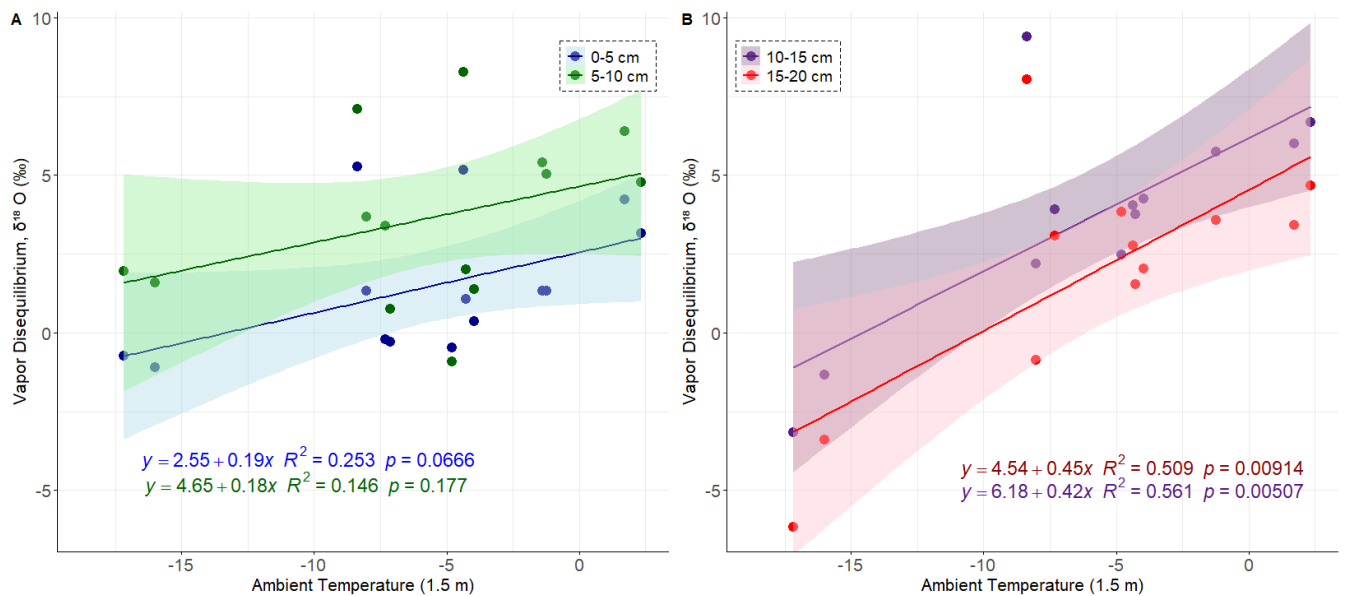 A
10
5
0
-5
Vapor Disequilibrium, δ¹⁸ O (‰)
0-5 cm
5-10 cm
y = 2.55 + 0.19x R² = 0.253 p = 0.0666
y = 4.65 + 0.18x R² = 0.146 p = 0.177
-15 -10 -5 0
Ambient Temperature (1.5 m)
B
10
5
0
-5
Vapor Disequilibrium, δ¹⁸ O (‰)
10-15 cm
15-20 cm
y = 4.54 + 0.45x R² = 0.509 p = 0.00914
y = 6.18 + 0.42x R² = 0.561 p = 0.00507
-15 -10 -5 0
Ambient Temperature (1.5 m)